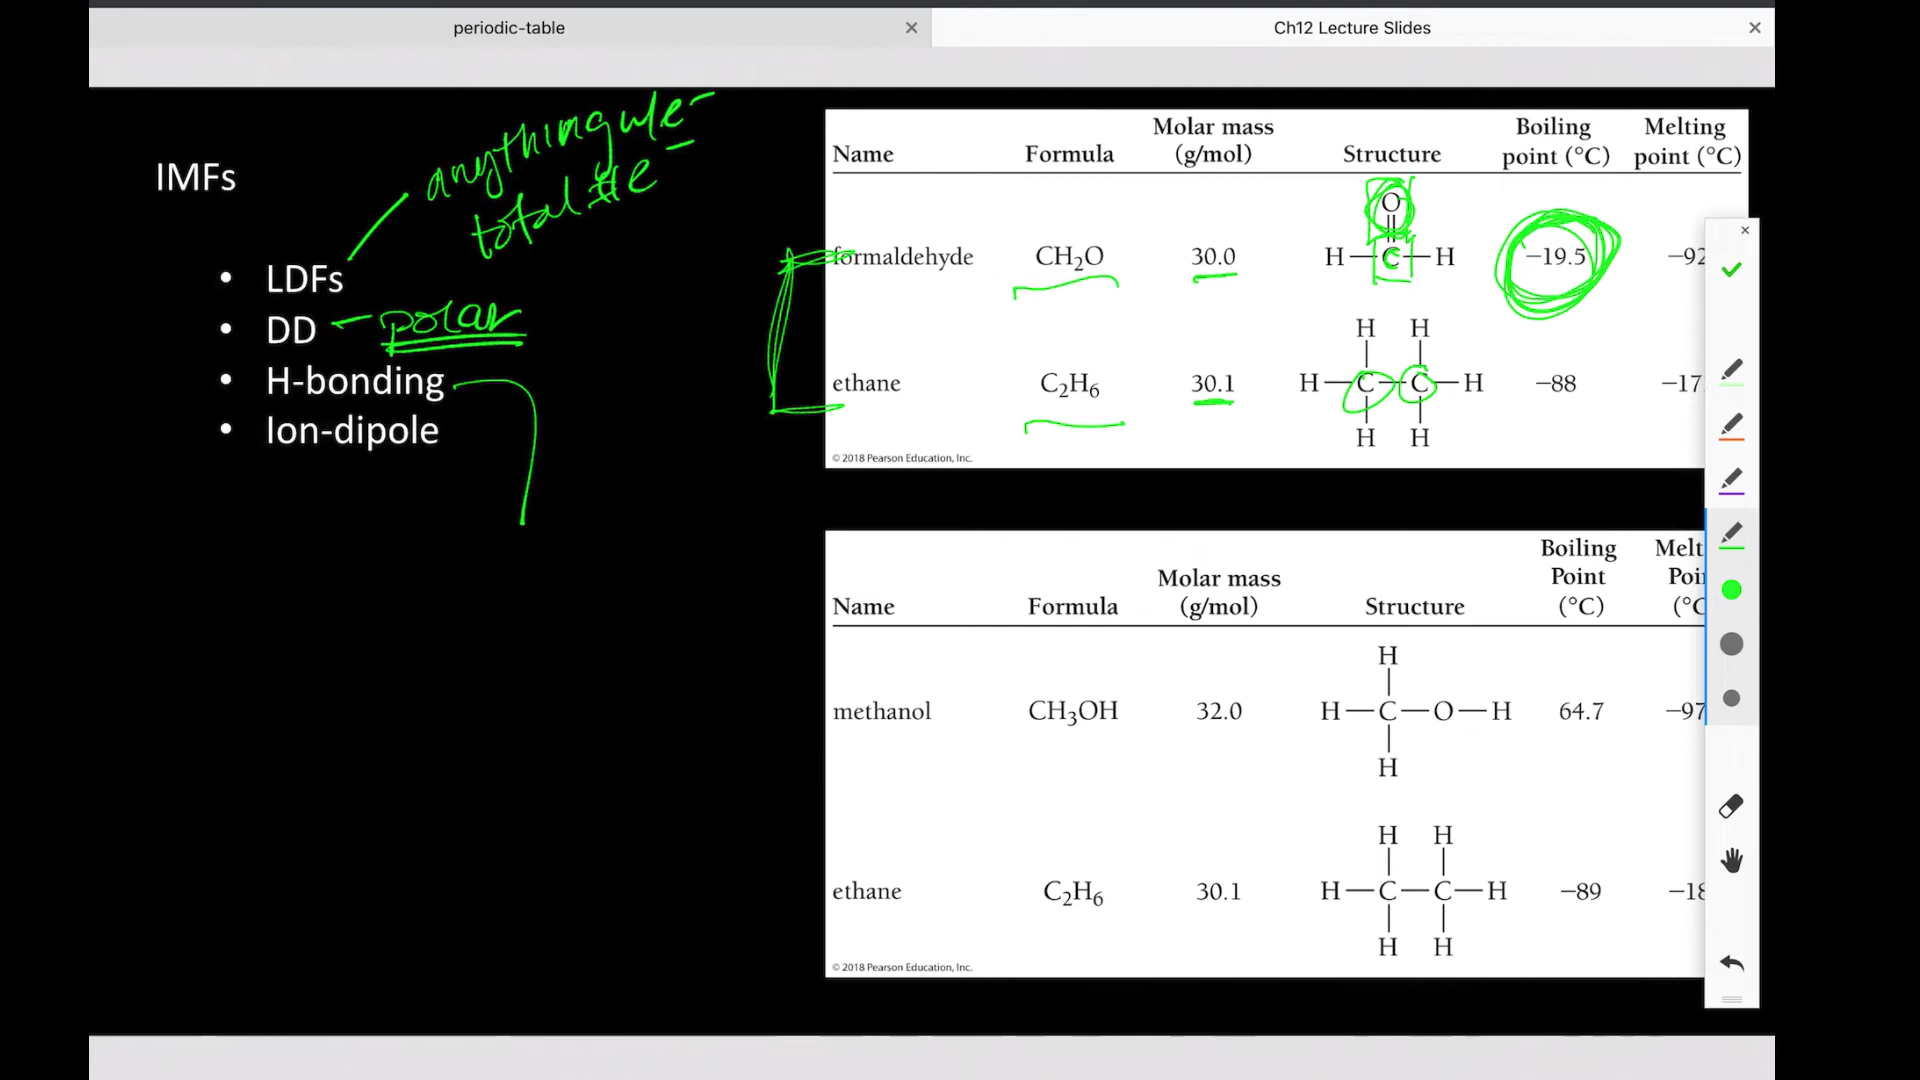 periodic-table
Ch12 Lecture Slides
IMFs
anything w/ e-
total # e-
• LDFs
• DD - polar
• H-bonding
• Ion-dipole
Name Formula Molar mass (g/mol) Structure Boiling point (°C) Melting point (°C)
O
formaldehyde CH₂O 30.0 H—C—H −19.5 −92
H H
ethane C₂H₆ 30.1 H—C—C—H −88 −17
H H
© 2018 Pearson Education, Inc.
Name Formula Molar mass (g/mol) Structure Boiling Point (°C)
H
methanol CH₃OH 32.0 H—C—O—H 64.7 −97
H
H H
ethane C₂H₆ 30.1 H—C—C—H −89 −18
H H
© 2018 Pearson Education, Inc.